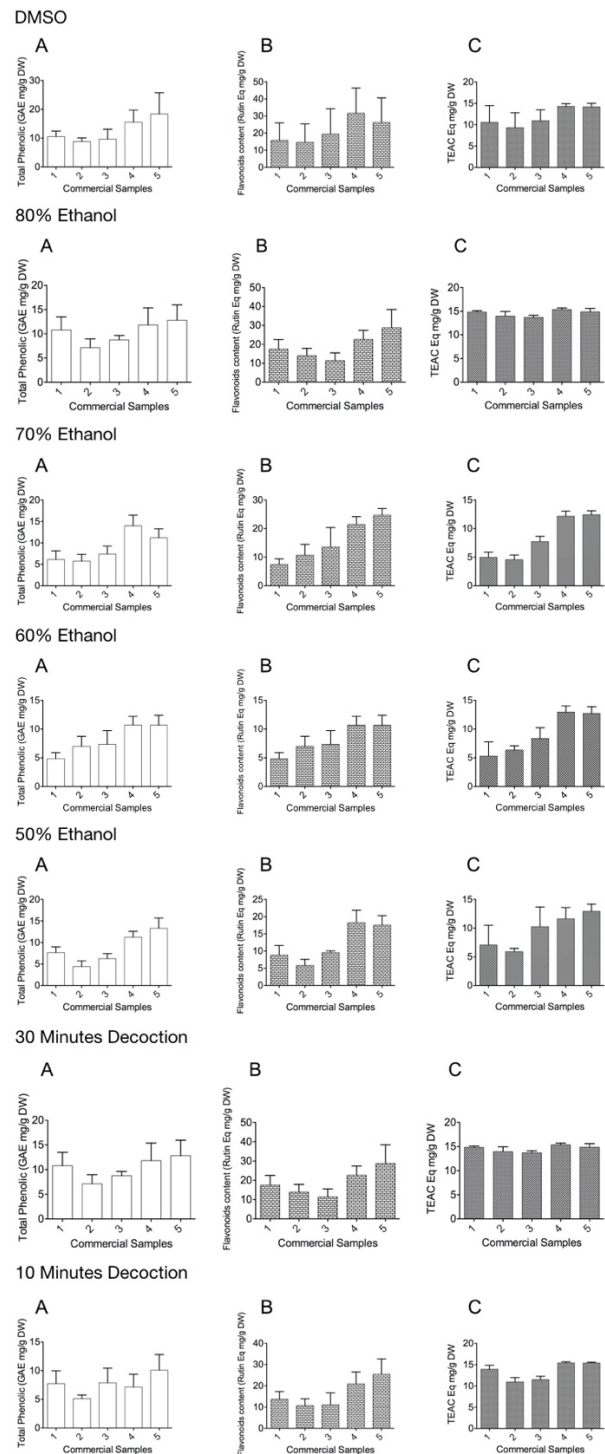 DMSO
A B C
Total Phenolic (GAE mg/g DW)
30
20
10
0
1 2 3 4 5
Commercial Samples
Flavonoids content (Rutin Eq mg/g DW)
50
40
30
20
10
0
1 2 3 4 5
Commercial Samples
TEAC Eq mg/g DW
20
15
10
5
0
1 2 3 4 5
Commercial Samples
80% Ethanol
A B C
Total Phenolic (GAE mg/g DW)
20
15
10
5
0
1 2 3 4 5
Commercial Samples
Flavonoids content (Rutin Eq mg/g DW)
50
40
30
20
10
0
1 2 3 4 5
Commercial Samples
TEAC Eq mg/g DW
20
15
10
5
0
1 2 3 4 5
Commercial Samples
70% Ethanol
A B C
Total Phenolic (GAE mg/g DW)
20
15
10
5
0
1 2 3 4 5
Commercial Samples
Flavonoids content (Rutin Eq mg/g DW)
30
20
10
0
1 2 3 4 5
Commercial Samples
TEAC Eq mg/g DW
15
10
5
0
1 2 3 4 5
Commercial Samples
60% Ethanol
A B C
Total Phenolic (GAE mg/g DW)
15
10
5
0
1 2 3 4 5
Commercial Samples
Flavonoids content (Rutin Eq mg/g DW)
15
10
5
0
1 2 3 4 5
Commercial Samples
TEAC Eq mg/g DW
15
10
5
0
1 2 3 4 5
Commercial Samples
50% Ethanol
A B C
Total Phenolic (GAE mg/g DW)
20
15
10
5
0
1 2 3 4 5
Commercial Samples
Flavonoids content (Rutin Eq mg/g DW)
25
20
15
10
5
0
1 2 3 4 5
Commercial Samples
TEAC Eq mg/g DW
15
10
5
0
1 2 3 4 5
Commercial Samples
30 Minutes Decoction
A B C
Total Phenolic (GAE mg/g DW)
20
15
10
5
0
1 2 3 4 5
Commercial Samples
Flavonoids content (Rutin Eq mg/g DW)
50
40
30
20
10
0
1 2 3 4 5
Commercial Samples
TEAC Eq mg/g DW
20
15
10
5
0
1 2 3 4 5
Commercial Samples
10 Minutes Decoction
A B C
Total Phenolic (GAE mg/g DW)
15
10
5
0
1 2 3 4 5
Commercial Samples
Flavonoids content (Rutin Eq mg/g DW)
40
30
20
10
0
1 2 3 4 5
Commercial Samples
TEAC Eq mg/g DW
20
15
10
5
0
1 2 3 4 5
Commercial Samples